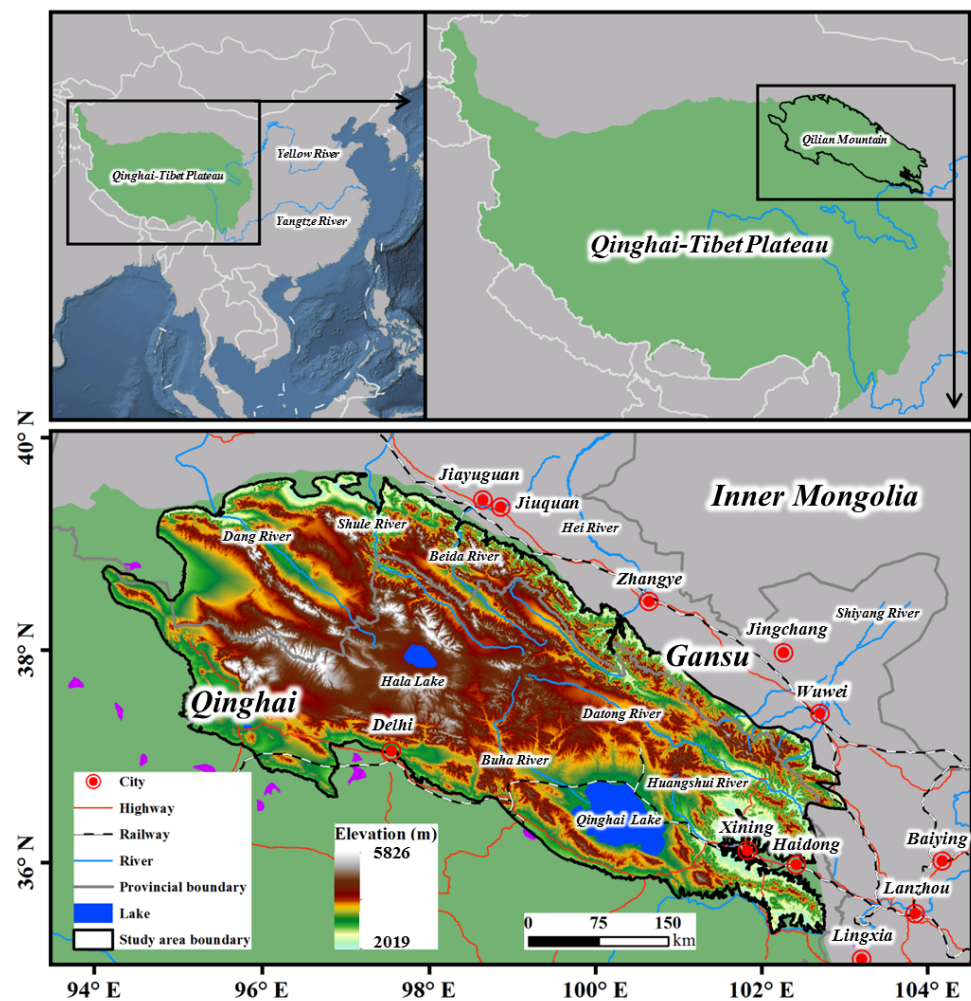 Yellow River
Qinghai-Tibet Plateau
Yangtze River
Qilian Mountain
Qinghai-Tibet Plateau
40° N
38° N
36° N
Jiayuguan
Jiuquan
Inner Mongolia
Hei River
Shule River
Dang River
Beida River
Zhangye
Shiyang River
Jingchang
Gansu
Hala Lake
Wuwei
Qinghai
Datong River
Delhi
Buha River
Huangshui River
Qinghai Lake
Xining
Haidong
Baiying
Lanzhou
Lingxia
City
Highway
Railway
River
Provincial boundary
Lake
Study area boundary
Elevation (m)
5826
2019
0 75 150
km
94° E 96° E 98° E 100° E 102° E 104° E